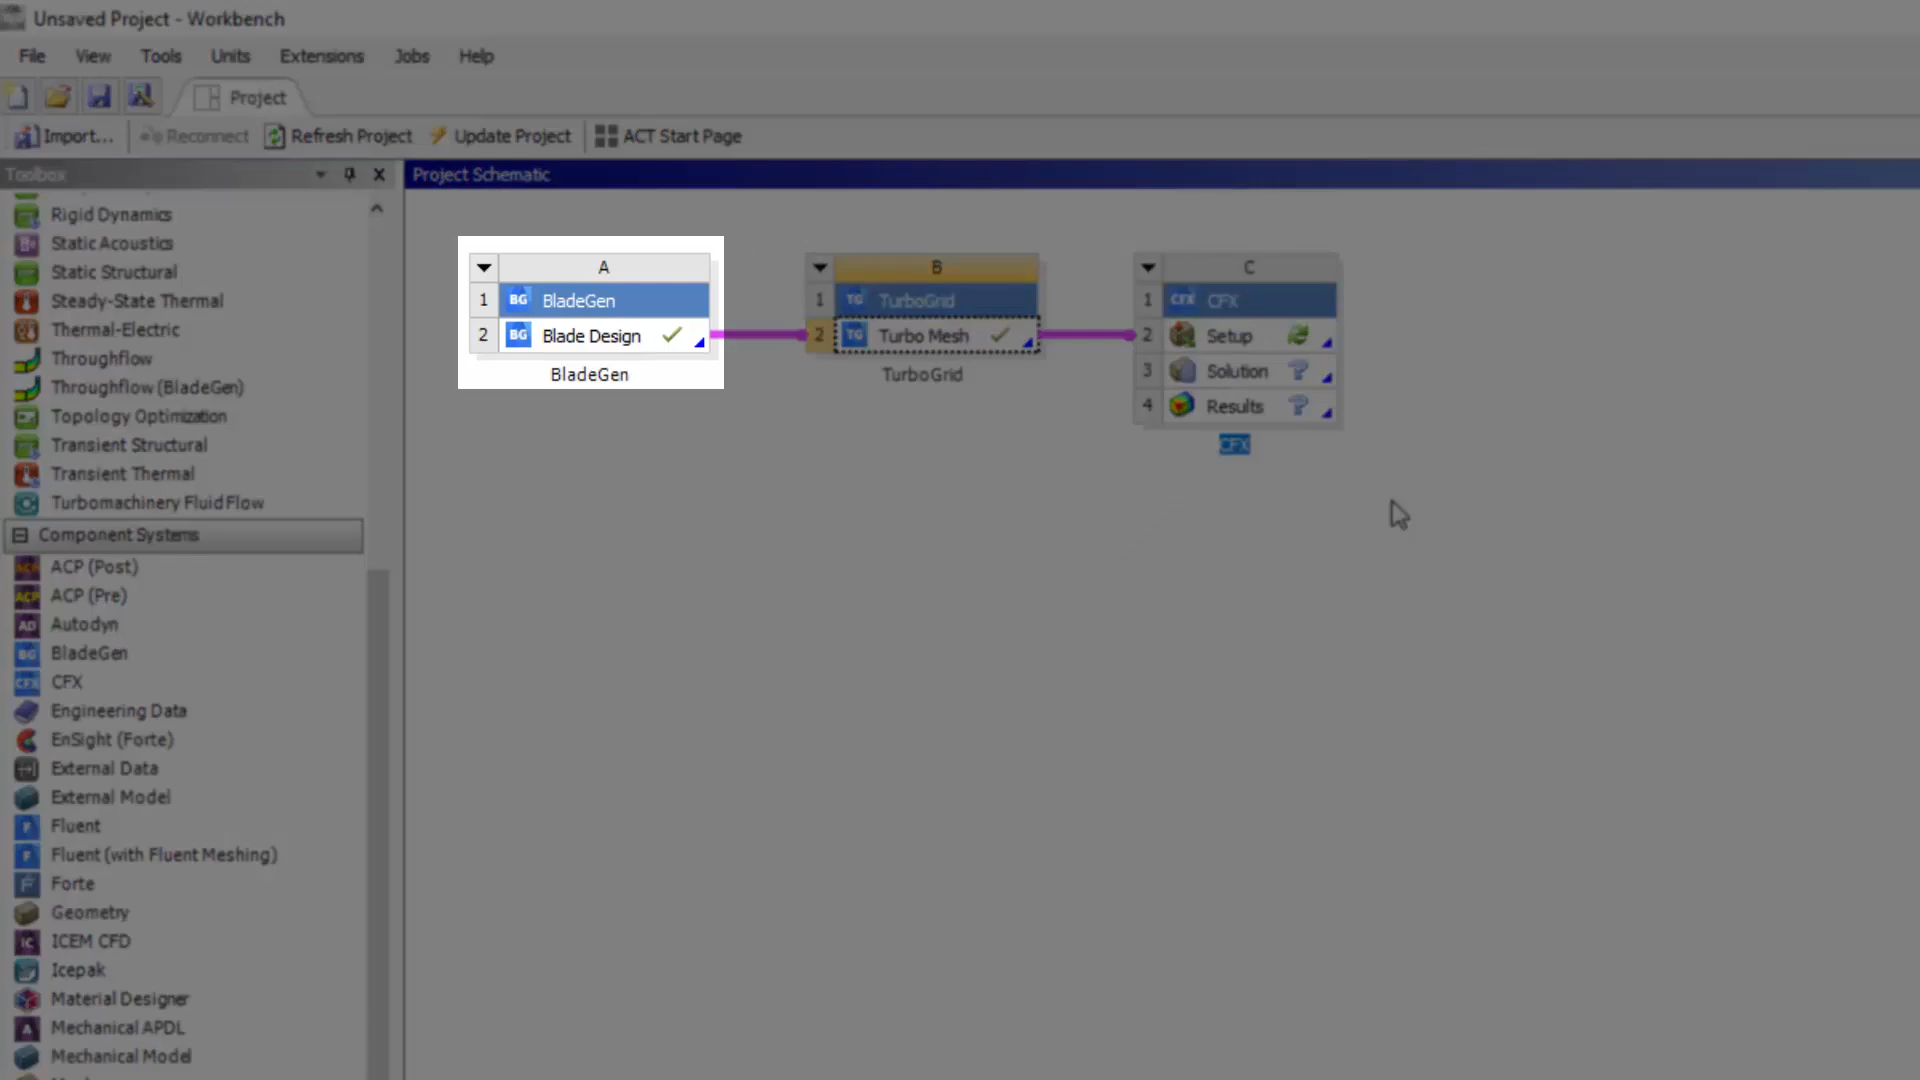 Unsaved Project - Workbench
File View Tools Units Extensions Jobs Help
Project
Import... Reconnect Refresh Project Update Project ACT Start Page
Toolbox
Project Schematic
Rigid Dynamics
Static Acoustics
Static Structural
Steady-State Thermal
Thermal-Electric
Throughflow
Throughflow (BladeGen)
Topology Optimization
Transient Structural
Transient Thermal
Turbomachinery Fluid Flow
Component Systems
ACP (Post)
ACP (Pre)
Autodyn
BladeGen
CFX
Engineering Data
EnSight (Forte)
External Data
External Model
Fluent
Fluent (with Fluent Meshing)
Forte
Geometry
ICEM CFD
Icepak
Material Designer
Mechanical APDL
Mechanical Model
A
1 BG BladeGen
2 BG Blade Design
BladeGen
B
1 TG TurboGrid
2 TG Turbo Mesh
TurboGrid
C
1 CFX CFX
2 Setup
3 Solution
4 Results
CFX